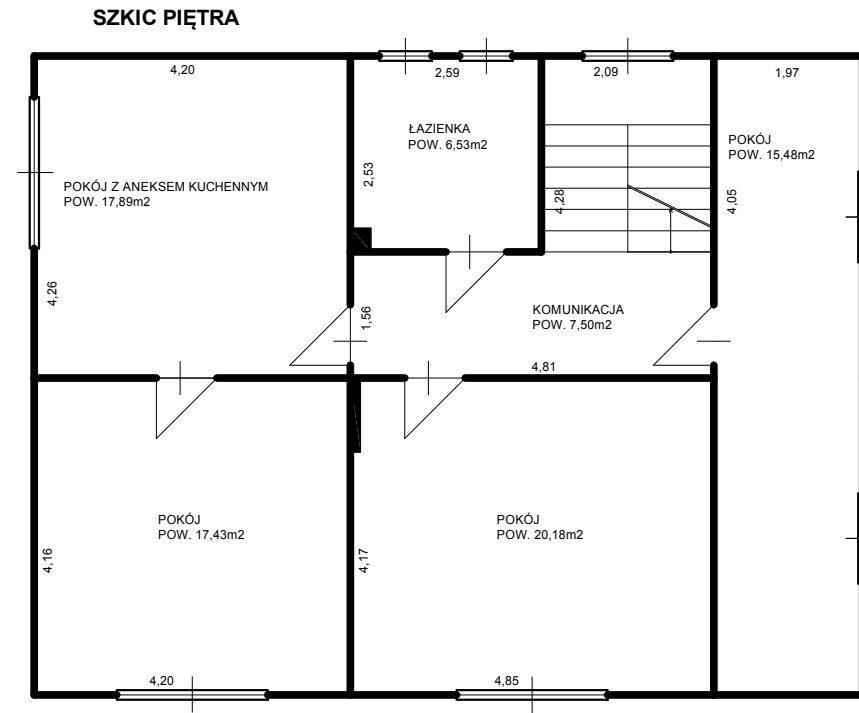 SZKIC PIĘTRA
4,20
2,59
2,09
1,97
ŁAZIENKA
POW. 6,53m2
POKÓJ
POW. 15,48m2
2,53
POKÓJ Z ANEKSEM KUCHENNYM
POW. 17,89m2
4,28
4,05
4,26
1,56
KOMUNIKACJA
POW. 7,50m2
4,81
POKÓJ
POW. 17,43m2
POKÓJ
POW. 20,18m2
4,16
4,17
4,20
4,85